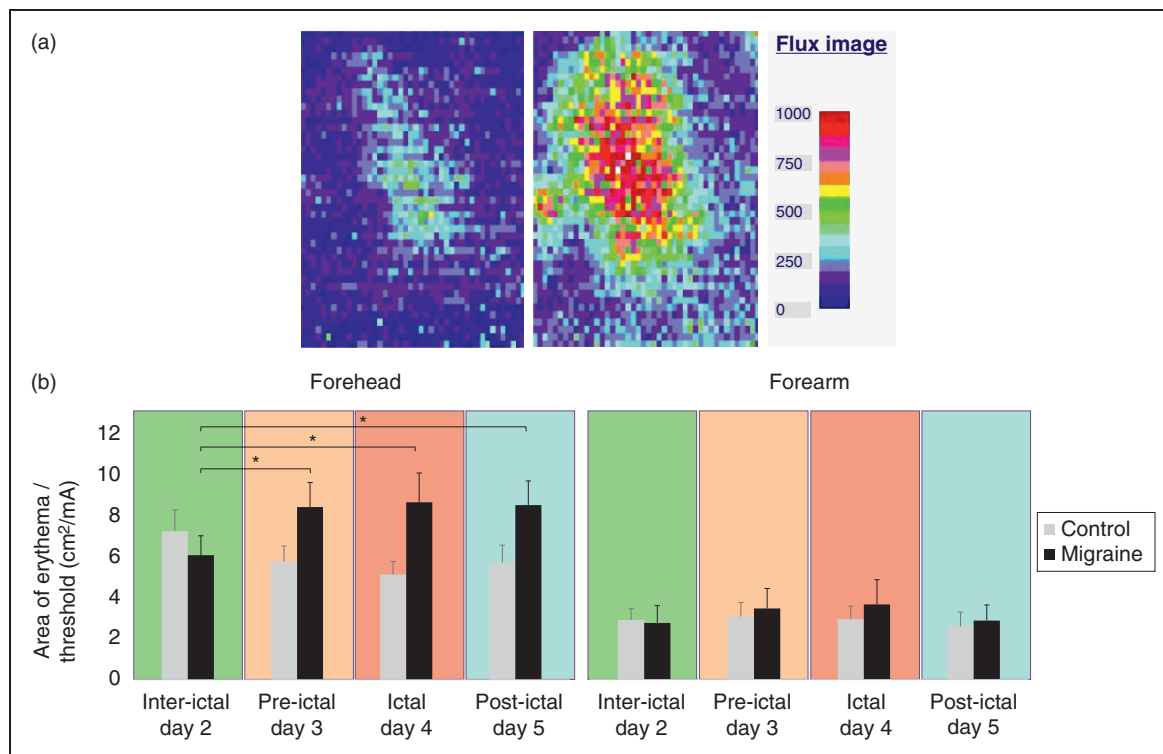 (a)
Flux image
1000
750
500
250
0
(b)
Forehead
Forearm
Area of erythema /
threshold (cm²/mA)
12
10
8
6
4
2
0
*
*
*
Control
Migraine
Inter-ictal
day 2
Pre-ictal
day 3
Ictal
day 4
Post-ictal
day 5
Inter-ictal
day 2
Pre-ictal
day 3
Ictal
day 4
Post-ictal
day 5